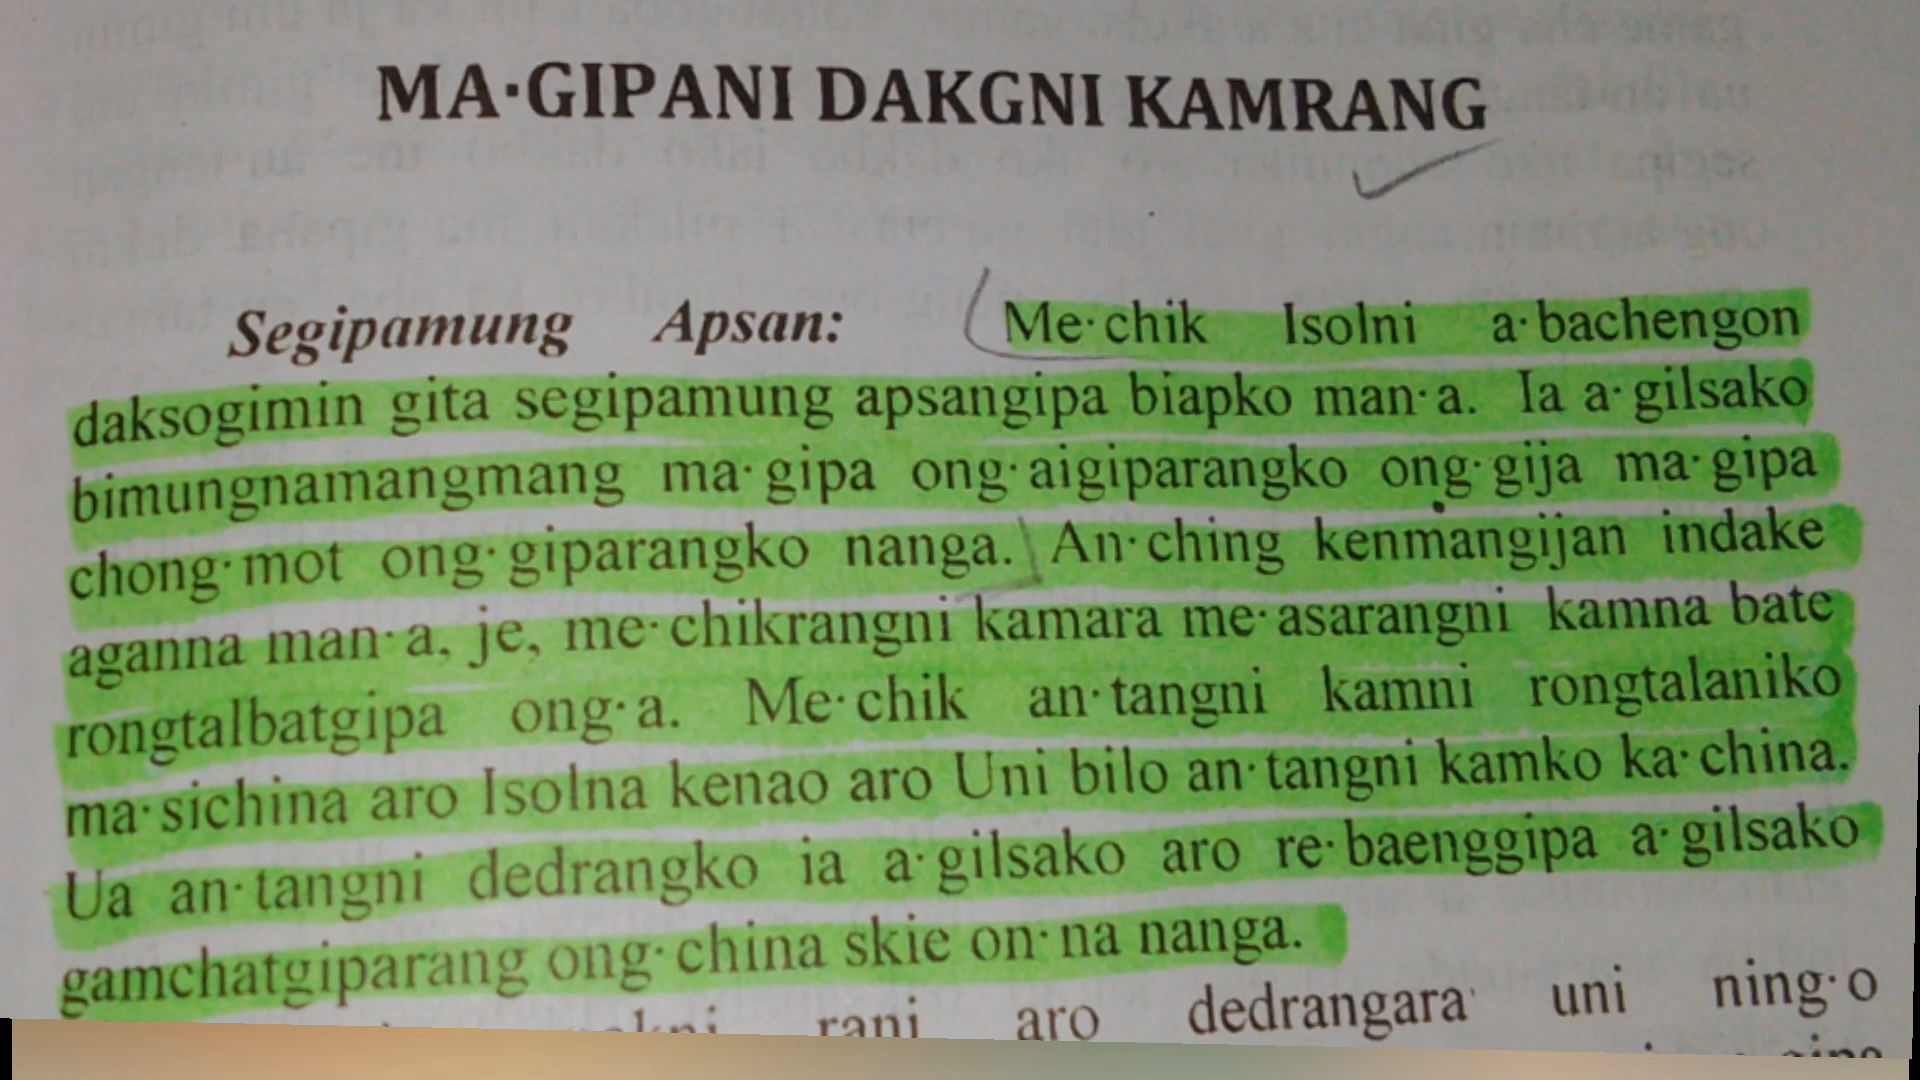 MA·GIPANI DAKGNI KAMRANG
Segipamung Apsan: Me·chik Isolni a·bachengon
daksogimin gita segipamung apsangipa biapko man·a. Ia a·gilsako
bimungnamangmang ma·gipa ong·aigiparangko ong·gija ma·gipa
chong·mot ong·giparangko nanga. An·ching kenmangijan indake
aganna man·a, je, me·chikrangni kamara me·asarangni kamna bate
rongtalbatgipa ong·a. Me·chik an·tangni kamni rongtalaniko
ma·sichina aro Isolna kenao aro Uni bilo an·tangni kamko ka·china.
Ua an·tangni dedrangko ia a·gilsako aro re·baenggipa a·gilsako
gamchatgiparang ong·china skie on·na nanga.
rani aro dedrangara uni ning·o